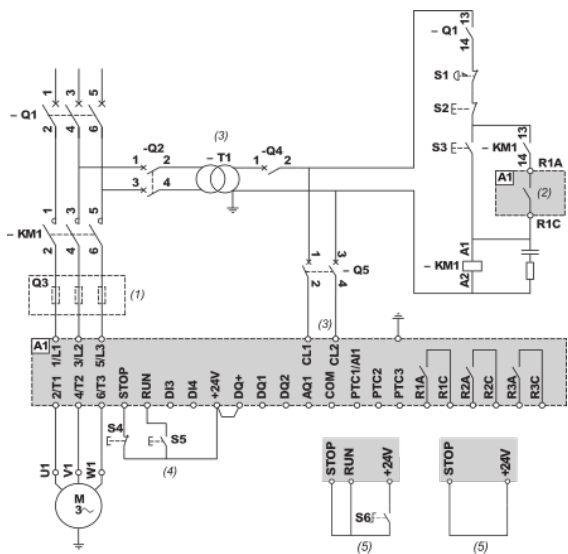 1 3 5
– Q1
2 4 6
-Q2
1 2
3 4
(3)
– T1
-Q4
1 2
– Q1
13
14
S1
S2
S3
– KM1
13
14
R1A
A1
(2)
R1C
– KM1
A1
A2
– KM1
1 3 5
2 4 6
Q3
(1)
1 3
– Q5
2 4
(3)
A1
1/L1
3/L2
5/L3
CL1
CL2
2/T1
4/T2
6/T3
STOP
RUN
DI3
DI4
+24V
DQ+
DQ1
DQ2
AQ1
COM
PTC1/AI1
PTC2
PTC3
R1A
R1C
R2A
R2C
R3A
R3C
S4
S5
(4)
U1
V1
W1
M
3
STOP
RUN
+24V
S6
(5)
STOP
+24V
(5)